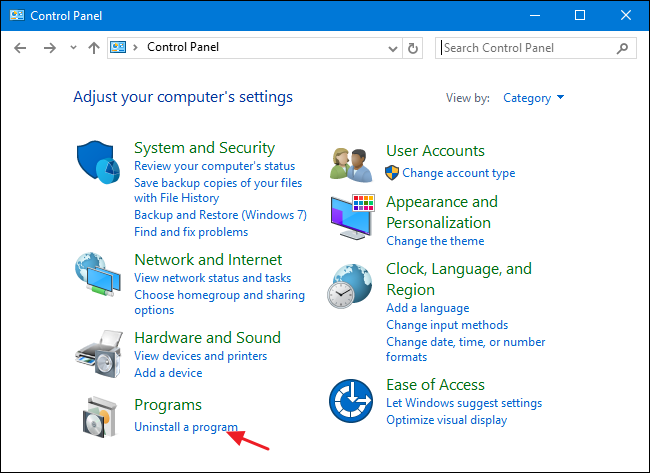 Control Panel
Control Panel
Search Control Panel
Adjust your computer's settings
View by: Category
System and Security
Review your computer's status
Save backup copies of your files
with File History
Backup and Restore (Windows 7)
Find and fix problems
Network and Internet
View network status and tasks
Choose homegroup and sharing
options
Hardware and Sound
View devices and printers
Add a device
Programs
Uninstall a program
User Accounts
Change account type
Appearance and
Personalization
Change the theme
Clock, Language, and
Region
Add a language
Change input methods
Change date, time, or number
formats
Ease of Access
Let Windows suggest settings
Optimize visual display